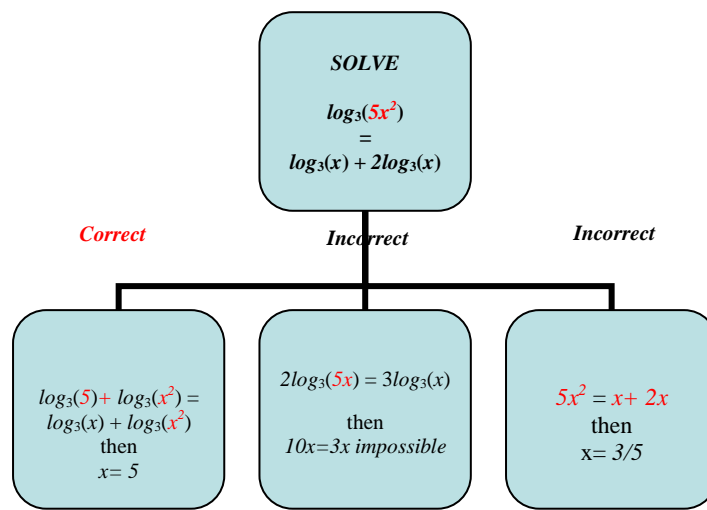 SOLVE
log₃(5x²)
=
log₃(x) + 2log₃(x)
Correct
Incorrect
Incorrect
log₃(5)+ log₃(x²) =
log₃(x) + log₃(x²)
then
x= 5
2log₃(5x) = 3log₃(x)
then
10x=3x impossible
5x² = x+ 2x
then
x= 3/5